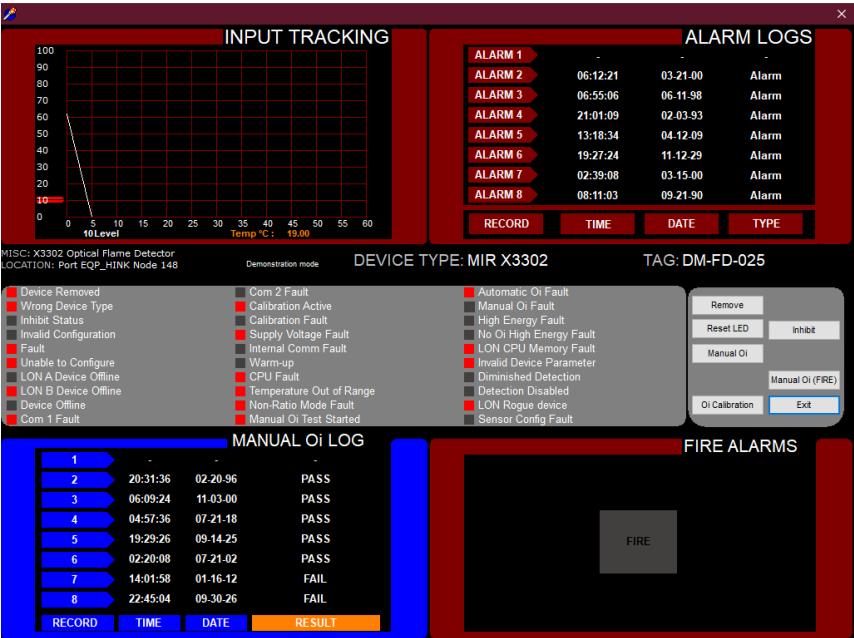 INPUT TRACKING
100
90
80
70
60
50
40
30
20
10
0
0 5 10 15 20 25 30 35 40 45 50 55 60
10 Level Temp °C : 19.00
ALARM LOGS
ALARM 1 - - -
ALARM 2 06:12:21 03-21-00 Alarm
ALARM 3 06:55:06 06-11-98 Alarm
ALARM 4 21:01:09 02-03-93 Alarm
ALARM 5 13:18:34 04-12-09 Alarm
ALARM 6 19:27:24 11-12-29 Alarm
ALARM 7 02:39:08 03-15-00 Alarm
ALARM 8 08:11:03 09-21-90 Alarm
RECORD TIME DATE TYPE
MISC: X3302 Optical Flame Detector
LOCATION: Port EQP_HINK Node 148
Demonstration mode
DEVICE TYPE: MIR X3302
TAG: DM-FD-025
Device Removed
Wrong Device Type
Inhibit Status
Invalid Configuration
Fault
Unable to Configure
LON A Device Offline
LON B Device Offline
Device Offline
Com 1 Fault
Com 2 Fault
Calibration Active
Calibration Fault
Supply Voltage Fault
Internal Comm Fault
Warm-up
CPU Fault
Temperature Out of Range
Non-Ratio Mode Fault
Manual Oi Test Started
Automatic Oi Fault
Manual Oi Fault
High Energy Fault
No Oi High Energy Fault
LON CPU Memory Fault
Invalid Device Parameter
Diminished Detection
Detection Disabled
LON Rogue device
Sensor Config Fault
Remove
Reset LED Inhibit
Manual Oi
Manual Oi (FIRE)
Oi Calibration Exit
MANUAL Oi LOG
1 - - -
2 20:31:36 02-20-96 PASS
3 06:09:24 11-03-00 PASS
4 04:57:36 07-21-18 PASS
5 19:29:26 09-14-25 PASS
6 02:20:08 07-21-02 PASS
7 14:01:58 01-16-12 FAIL
8 22:45:04 09-30-26 FAIL
RECORD TIME DATE RESULT
FIRE ALARMS
FIRE